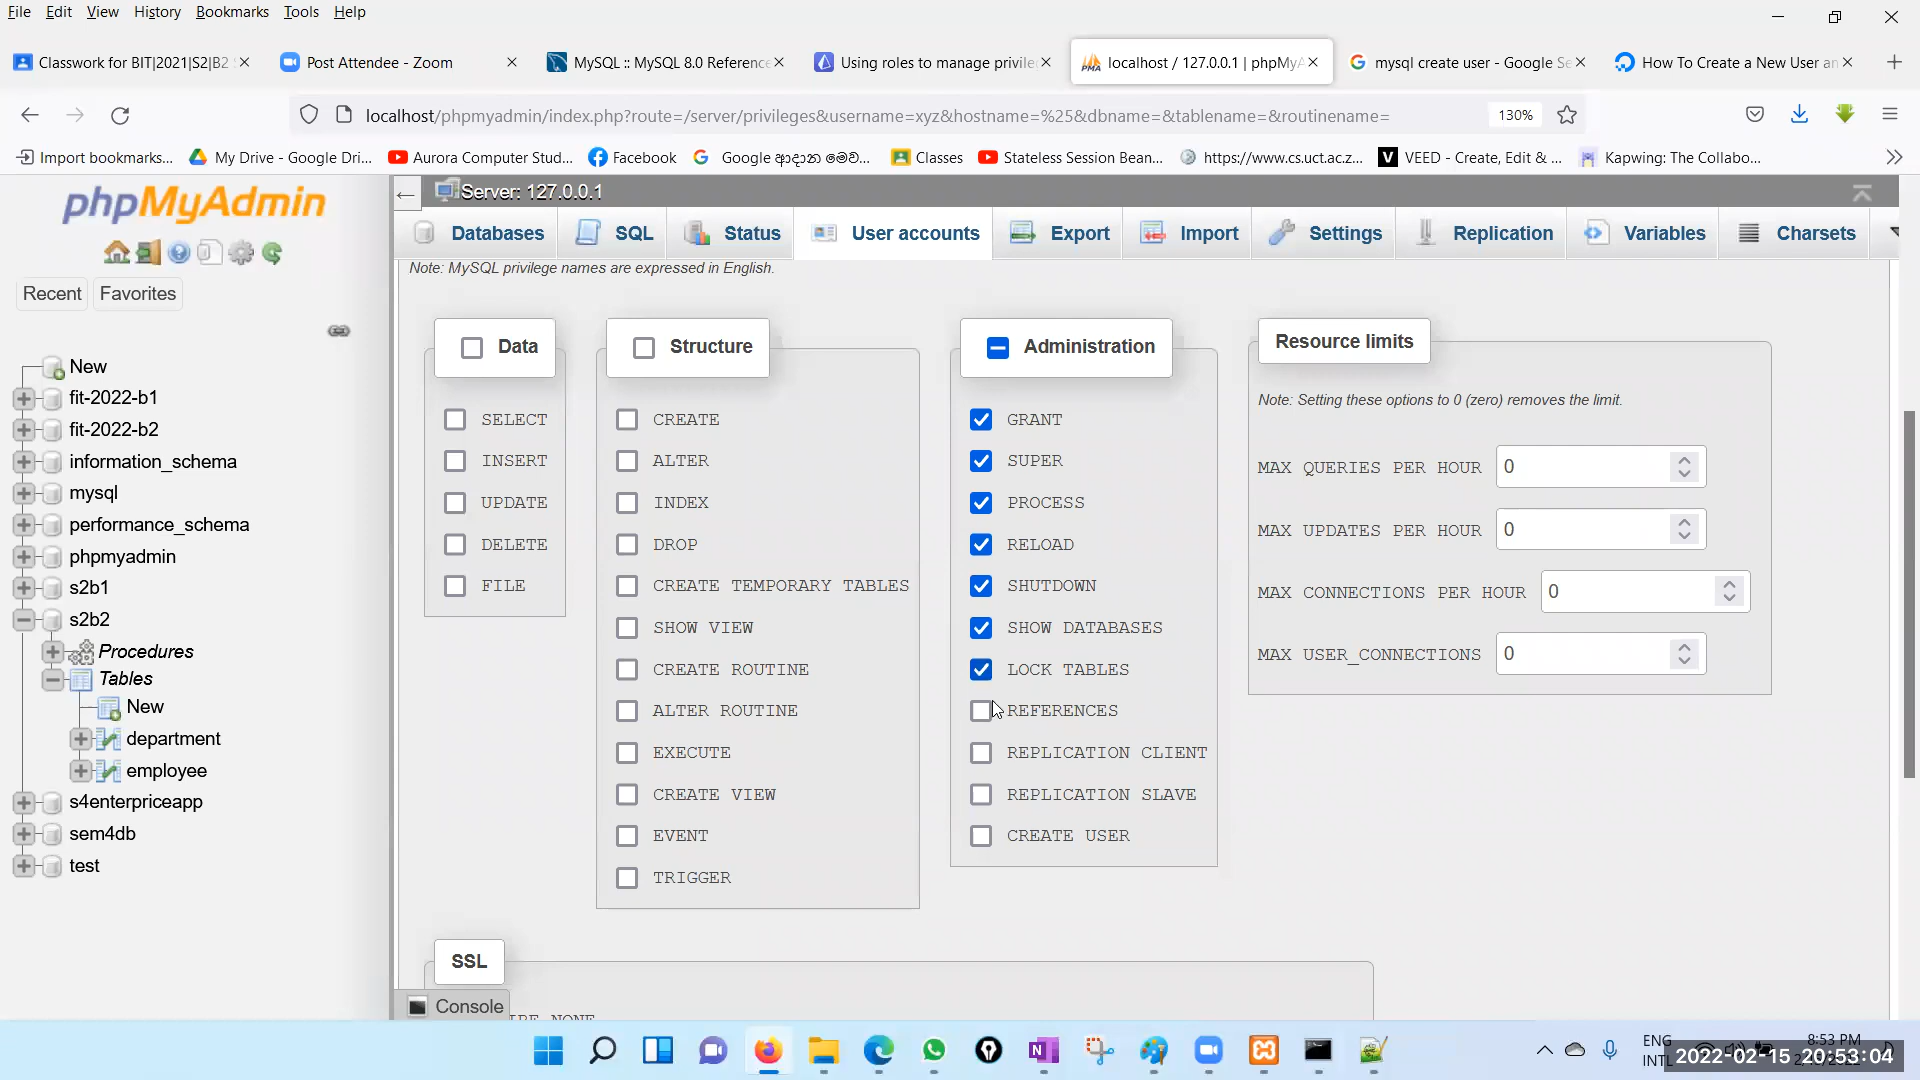 File Edit View History Bookmarks Tools Help
Classwork for BIT|2021|S2|B2
Post Attendee - Zoom
MySQL :: MySQL 8.0 Referenc
Using roles to manage privile
localhost / 127.0.0.1 | phpMyA
mysql create user - Google Se
How To Create a New User an
localhost/phpmyadmin/index.php?route=/server/privileges&username=xyz&hostname=%25&dbname=&tablename=&routinename=
130%
Import bookmarks...
My Drive - Google Dri...
Aurora Computer Stud...
Facebook
Google ආදාන මෙව...
Classes
Stateless Session Bean...
https://www.cs.uct.ac.z...
VEED - Create, Edit & ...
Kapwing: The Collabo...
phpMyAdmin
Recent
Favorites
New
fit-2022-b1
fit-2022-b2
information_schema
mysql
performance_schema
phpmyadmin
s2b1
s2b2
Procedures
Tables
New
department
employee
s4enterpriceapp
sem4db
test
Server: 127.0.0.1
Databases
SQL
Status
User accounts
Export
Import
Settings
Replication
Variables
Charsets
Note: MySQL privilege names are expressed in English.
Data
SELECT
INSERT
UPDATE
DELETE
FILE
Structure
CREATE
ALTER
INDEX
DROP
CREATE TEMPORARY TABLES
SHOW VIEW
CREATE ROUTINE
ALTER ROUTINE
EXECUTE
CREATE VIEW
EVENT
TRIGGER
Administration
GRANT
SUPER
PROCESS
RELOAD
SHUTDOWN
SHOW DATABASES
LOCK TABLES
REFERENCES
REPLICATION CLIENT
REPLICATION SLAVE
CREATE USER
Resource limits
Note: Setting these options to 0 (zero) removes the limit.
MAX QUERIES PER HOUR 0
MAX UPDATES PER HOUR 0
MAX CONNECTIONS PER HOUR 0
MAX USER_CONNECTIONS 0
SSL
Console
NONE
ENG
INTL
8:53 PM
2022-02-15 20:53:04